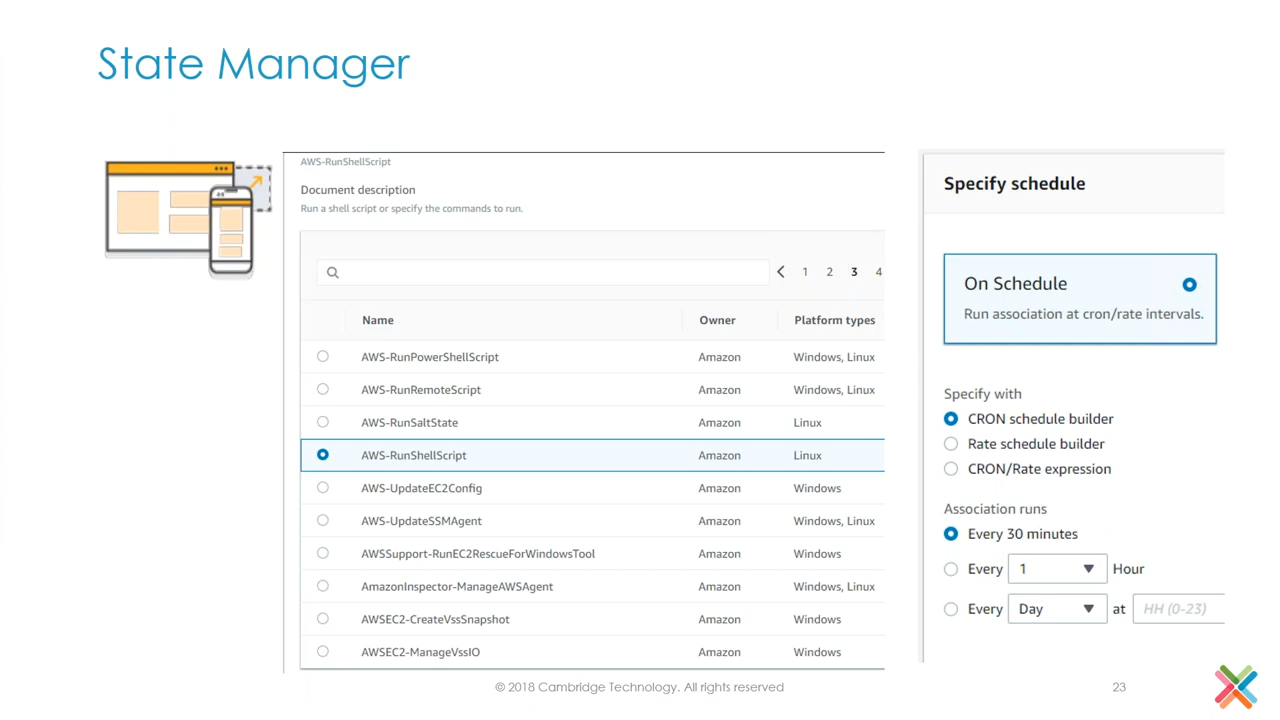 State Manager
AWS-RunShellScript
Document description
Run a shell script or specify the commands to run.
1 2 3 4
Name Owner Platform types
AWS-RunPowerShellScript Amazon Windows, Linux
AWS-RunRemoteScript Amazon Windows, Linux
AWS-RunSaltState Amazon Linux
AWS-RunShellScript Amazon Linux
AWS-UpdateEC2Config Amazon Windows
AWS-UpdateSSMAgent Amazon Windows, Linux
AWSSupport-RunEC2RescueForWindowsTool Amazon Windows
AmazonInspector-ManageAWSAgent Amazon Windows, Linux
AWSEC2-CreateVssSnapshot Amazon Windows
AWSEC2-ManageVssIO Amazon Windows
Specify schedule
On Schedule
Run association at cron/rate intervals.
Specify with
CRON schedule builder
Rate schedule builder
CRON/Rate expression
Association runs
Every 30 minutes
Every 1 Hour
Every Day at HH (0-23)
© 2018 Cambridge Technology. All rights reserved
23